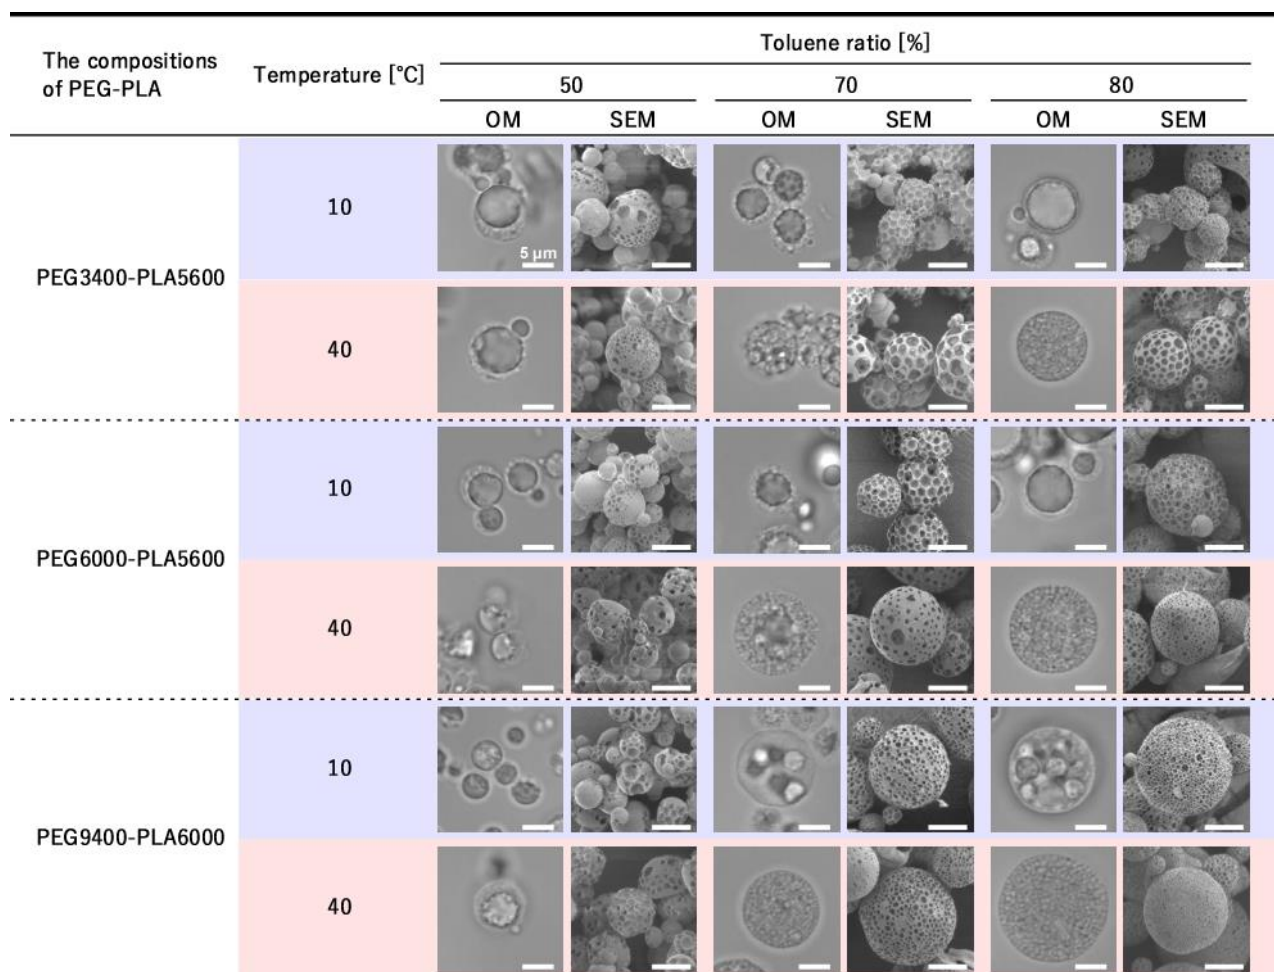 The compositions
of PEG-PLA
Temperature [°C]
Toluene ratio [%]
50 70 80
OM SEM OM SEM OM SEM
PEG3400-PLA5600
10
5 μm
40
PEG6000-PLA5600
10
40
PEG9400-PLA6000
10
40